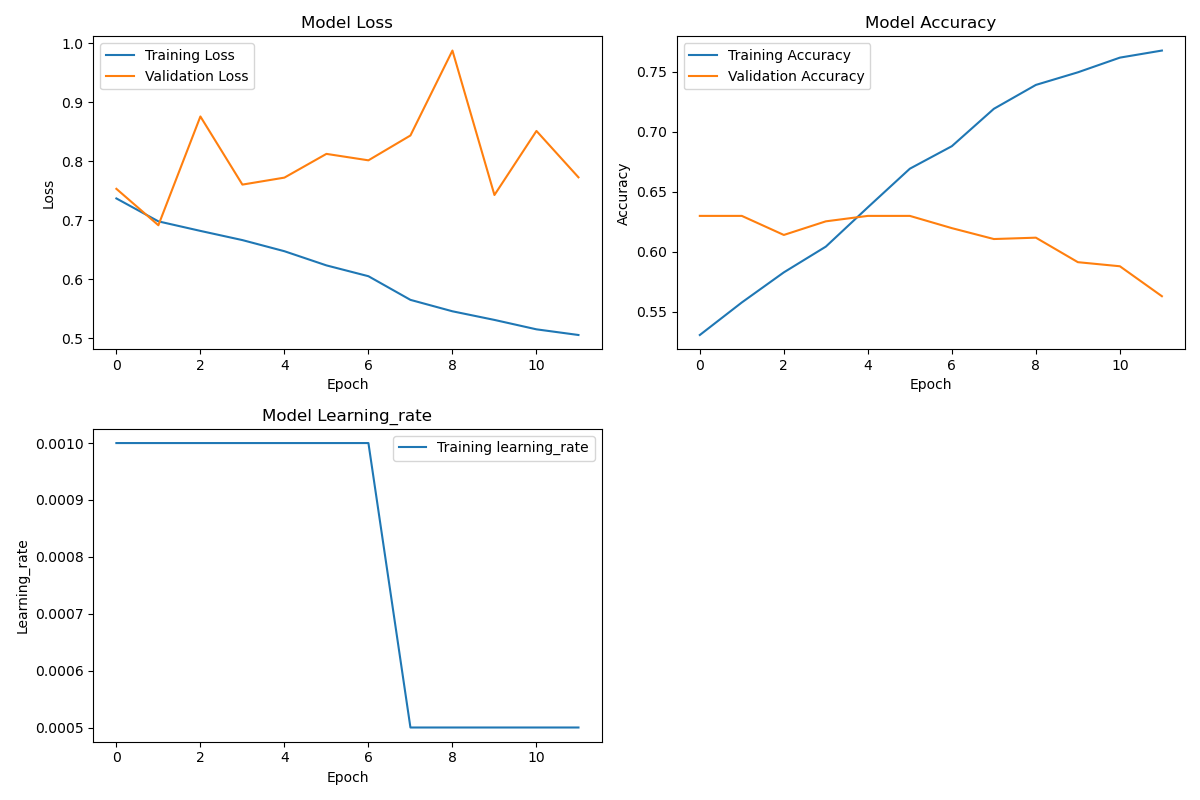 Model Loss
Training Loss
Validation Loss
1.0
0.9
0.8
0.7
0.6
0.5
Loss
0 2 4 6 8 10
Epoch
Model Accuracy
Training Accuracy
Validation Accuracy
0.75
0.70
0.65
0.60
0.55
Accuracy
0 2 4 6 8 10
Epoch
Model Learning_rate
Training learning_rate
0.0010
0.0009
0.0008
0.0007
0.0006
0.0005
Learning_rate
0 2 4 6 8 10
Epoch